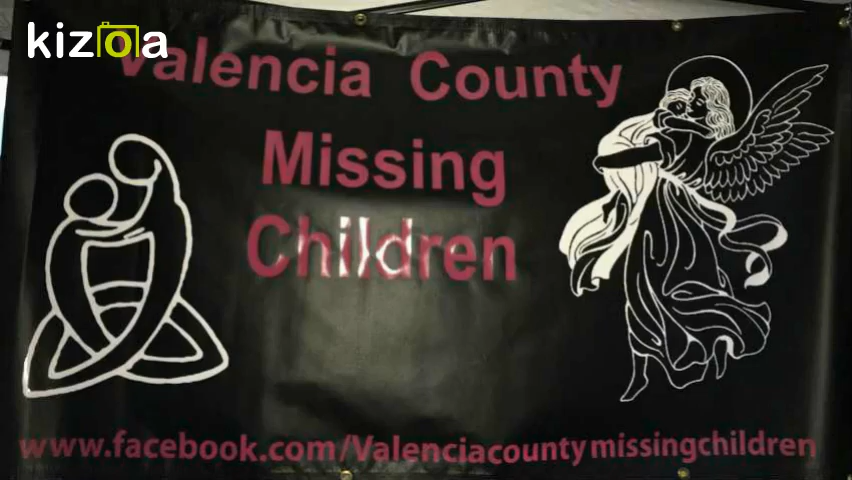 kizoa
Valencia County
Missing
Children
www.facebook.com/Valenciacountymissingchildren